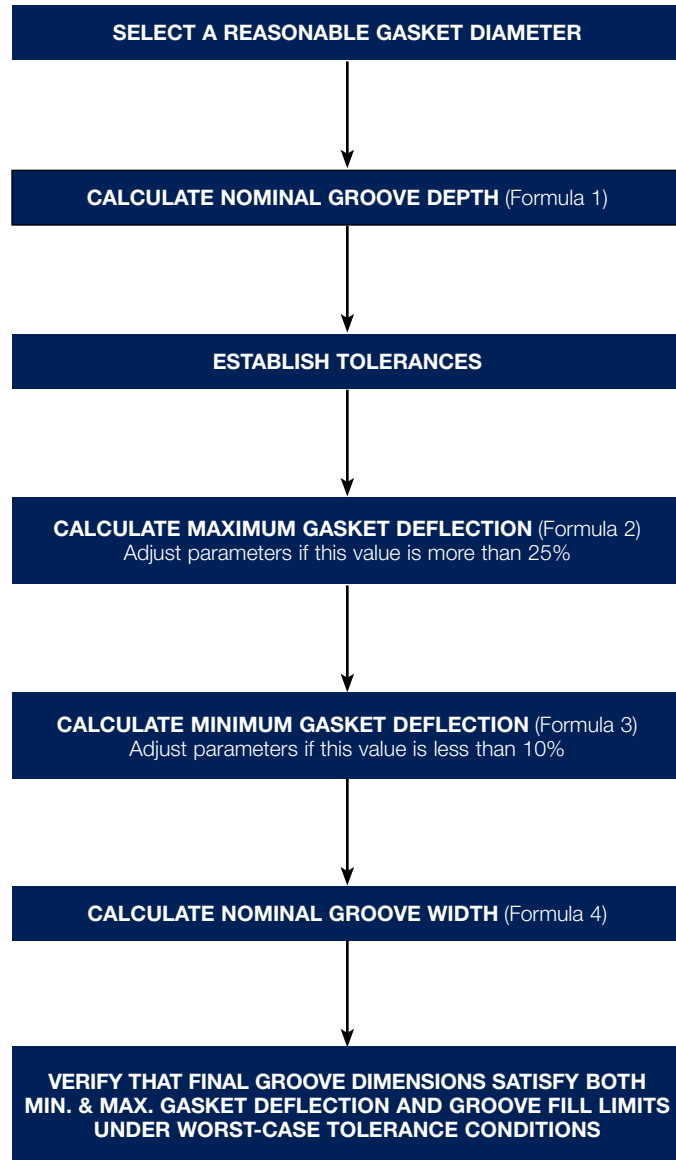 SELECT A REASONABLE GASKET DIAMETER
CALCULATE NOMINAL GROOVE DEPTH (Formula 1)
ESTABLISH TOLERANCES
CALCULATE MAXIMUM GASKET DEFLECTION (Formula 2)
Adjust parameters if this value is more than 25%
CALCULATE MINIMUM GASKET DEFLECTION (Formula 3)
Adjust parameters if this value is less than 10%
CALCULATE NOMINAL GROOVE WIDTH (Formula 4)
VERIFY THAT FINAL GROOVE DIMENSIONS SATISFY BOTH
MIN. & MAX. GASKET DEFLECTION AND GROOVE FILL LIMITS
UNDER WORST-CASE TOLERANCE CONDITIONS